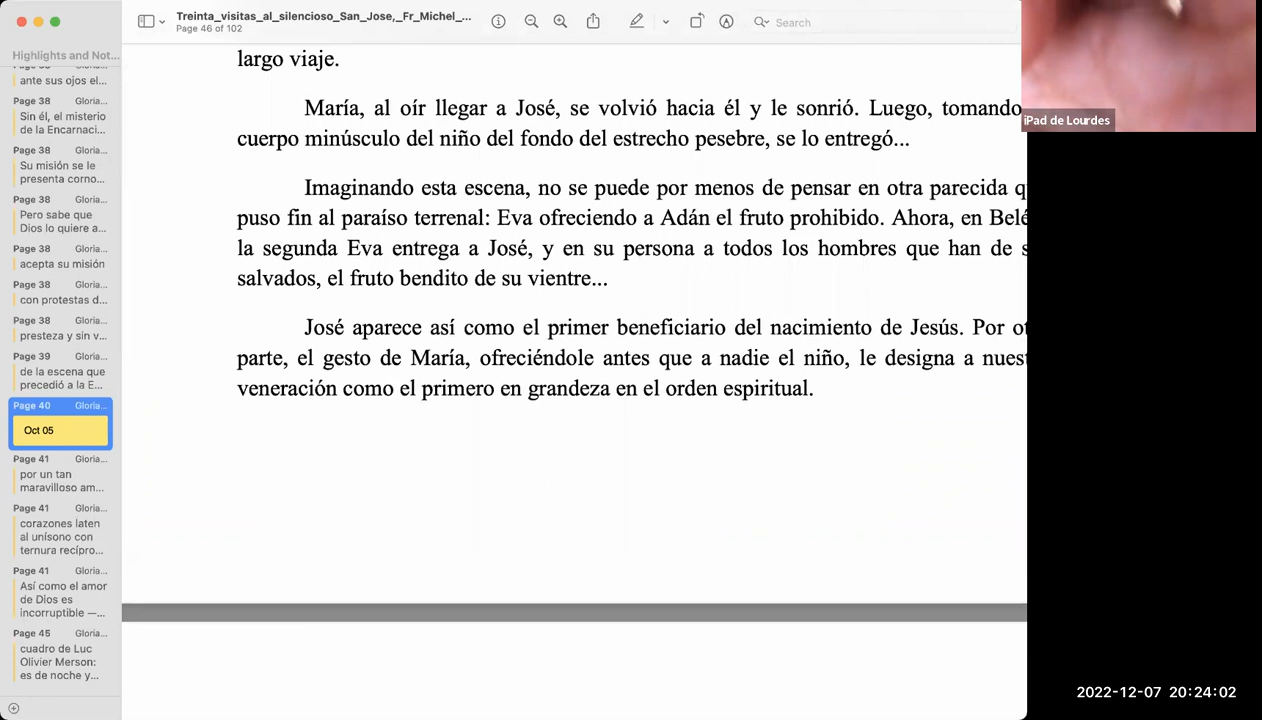 Treinta_visitas_al_silencioso_San_Jose,_Fr_Michel_...
Page 46 of 102
Search
Highlights and Not...
ante sus ojos el...
Page 38 Gloria...
Sin él, el misterio
de la Encarnaci...
Page 38 Gloria...
Su misión se le
presenta corno...
Page 38 Gloria...
Pero sabe que
Dios lo quiere a...
Page 38 Gloria...
acepta su misión
Page 38 Gloria...
con protestas d...
Page 38 Gloria...
presteza y sin v...
Page 39 Gloria...
de la escena que
precedió a la E...
Page 40 Gloria...
Oct 05
Page 41 Gloria...
por un tan
maravilloso am...
Page 41 Gloria...
corazones laten
al unísono con
ternura recípro...
Page 41 Gloria...
Así como el amor
de Dios es
incorruptible —...
Page 45 Gloria...
cuadro de Luc
Olivier Merson:
es de noche y...
largo viaje.
María, al oír llegar a José, se volvió hacia él y le sonrió. Luego, tomando
cuerpo minúsculo del niño del fondo del estrecho pesebre, se lo entregó...
Imaginando esta escena, no se puede por menos de pensar en otra parecida q
puso fin al paraíso terrenal: Eva ofreciendo a Adán el fruto prohibido. Ahora, en Belé
la segunda Eva entrega a José, y en su persona a todos los hombres que han de s
salvados, el fruto bendito de su vientre...
José aparece así como el primer beneficiario del nacimiento de Jesús. Por ot
parte, el gesto de María, ofreciéndole antes que a nadie el niño, le designa a nuest
veneración como el primero en grandeza en el orden espiritual.
iPad de Lourdes
2022-12-07 20:24:02